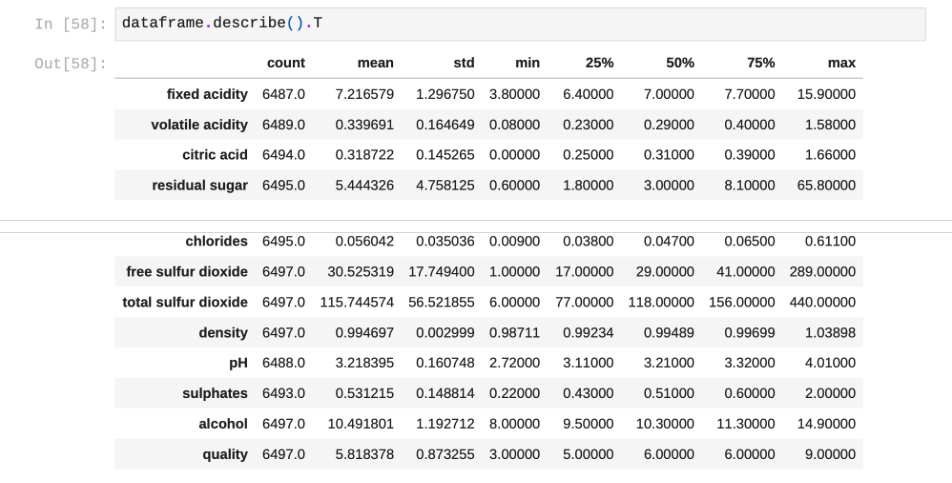 In [58]: dataframe.describe().T
Out[58]:
count mean std min 25% 50% 75% max
fixed acidity 6487.0 7.216579 1.296750 3.80000 6.40000 7.00000 7.70000 15.90000
volatile acidity 6489.0 0.339691 0.164649 0.08000 0.23000 0.29000 0.40000 1.58000
citric acid 6494.0 0.318722 0.145265 0.00000 0.25000 0.31000 0.39000 1.66000
residual sugar 6495.0 5.444326 4.758125 0.60000 1.80000 3.00000 8.10000 65.80000
chlorides 6495.0 0.056042 0.035036 0.00900 0.03800 0.04700 0.06500 0.61100
free sulfur dioxide 6497.0 30.525319 17.749400 1.00000 17.00000 29.00000 41.00000 289.00000
total sulfur dioxide 6497.0 115.744574 56.521855 6.00000 77.00000 118.00000 156.00000 440.00000
density 6497.0 0.994697 0.002999 0.98711 0.99234 0.99489 0.99699 1.03898
pH 6488.0 3.218395 0.160748 2.72000 3.11000 3.21000 3.32000 4.01000
sulphates 6493.0 0.531215 0.148814 0.22000 0.43000 0.51000 0.60000 2.00000
alcohol 6497.0 10.491801 1.192712 8.00000 9.50000 10.30000 11.30000 14.90000
quality 6497.0 5.818378 0.873255 3.00000 5.00000 6.00000 6.00000 9.00000